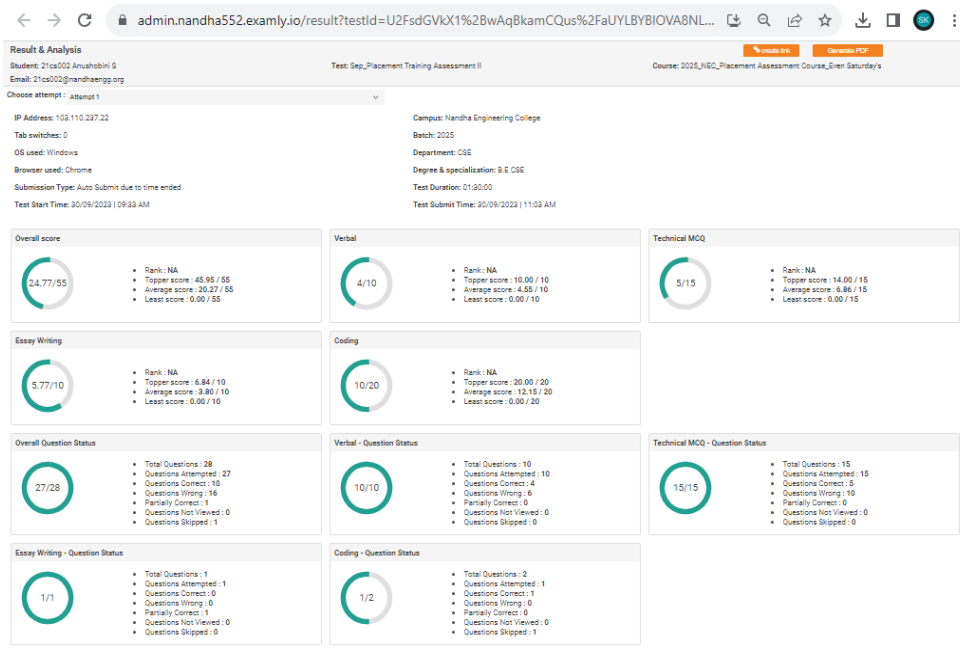 admin.nandha552.examly.io/result?testId=U2FsdGVkX1%2BwAqBkamCQus%2FaUYLBYBIOVA8NL...
SK
Result & Analysis
create link
Generate PDF
Student: 21cs002 Anushobini S
Test: Sep_Placement Training Assessment II
Course: 2025_NEC_Placement Assessment Course_Even Saturday's
Email: 21cs002@nandhaengg.org
Choose attempt : Attempt 1
IP Address: 103.110.237.22
Campus: Nandha Engineering College
Tab switches: 0
Batch: 2025
OS used: Windows
Department: CSE
Browser used: Chrome
Degree & specialization: B.E CSE
Submission Type: Auto Submit due to time ended
Test Duration: 01:30:00
Test Start Time: 30/09/2023 | 09:33 AM
Test Submit Time: 30/09/2023 | 11:03 AM
Overall score
24.77/55
Rank : NA
Topper score : 45.95 / 55
Average score : 20.27 / 55
Least score : 0.00 / 55
Verbal
4/10
Rank : NA
Topper score : 10.00 / 10
Average score : 4.55 / 10
Least score : 0.00 / 10
Technical MCQ
5/15
Rank : NA
Topper score : 14.00 / 15
Average score : 6.86 / 15
Least score : 0.00 / 15
Essay Writing
5.77/10
Rank : NA
Topper score : 6.84 / 10
Average score : 3.80 / 10
Least score : 0.00 / 10
Coding
10/20
Rank : NA
Topper score : 20.00 / 20
Average score : 12.15 / 20
Least score : 0.00 / 20
Overall Question Status
27/28
Total Questions : 28
Questions Attempted : 27
Questions Correct : 10
Questions Wrong : 16
Partially Correct : 1
Questions Not Viewed : 0
Questions Skipped : 1
Verbal - Question Status
10/10
Total Questions : 10
Questions Attempted : 10
Questions Correct : 4
Questions Wrong : 6
Partially Correct : 0
Questions Not Viewed : 0
Questions Skipped : 0
Technical MCQ - Question Status
15/15
Total Questions : 15
Questions Attempted : 15
Questions Correct : 5
Questions Wrong : 10
Partially Correct : 0
Questions Not Viewed : 0
Questions Skipped : 0
Essay Writing - Question Status
1/1
Total Questions : 1
Questions Attempted : 1
Questions Correct : 0
Questions Wrong : 0
Partially Correct : 1
Questions Not Viewed : 0
Questions Skipped : 0
Coding - Question Status
1/2
Total Questions : 2
Questions Attempted : 1
Questions Correct : 1
Questions Wrong : 0
Partially Correct : 0
Questions Not Viewed : 0
Questions Skipped : 1